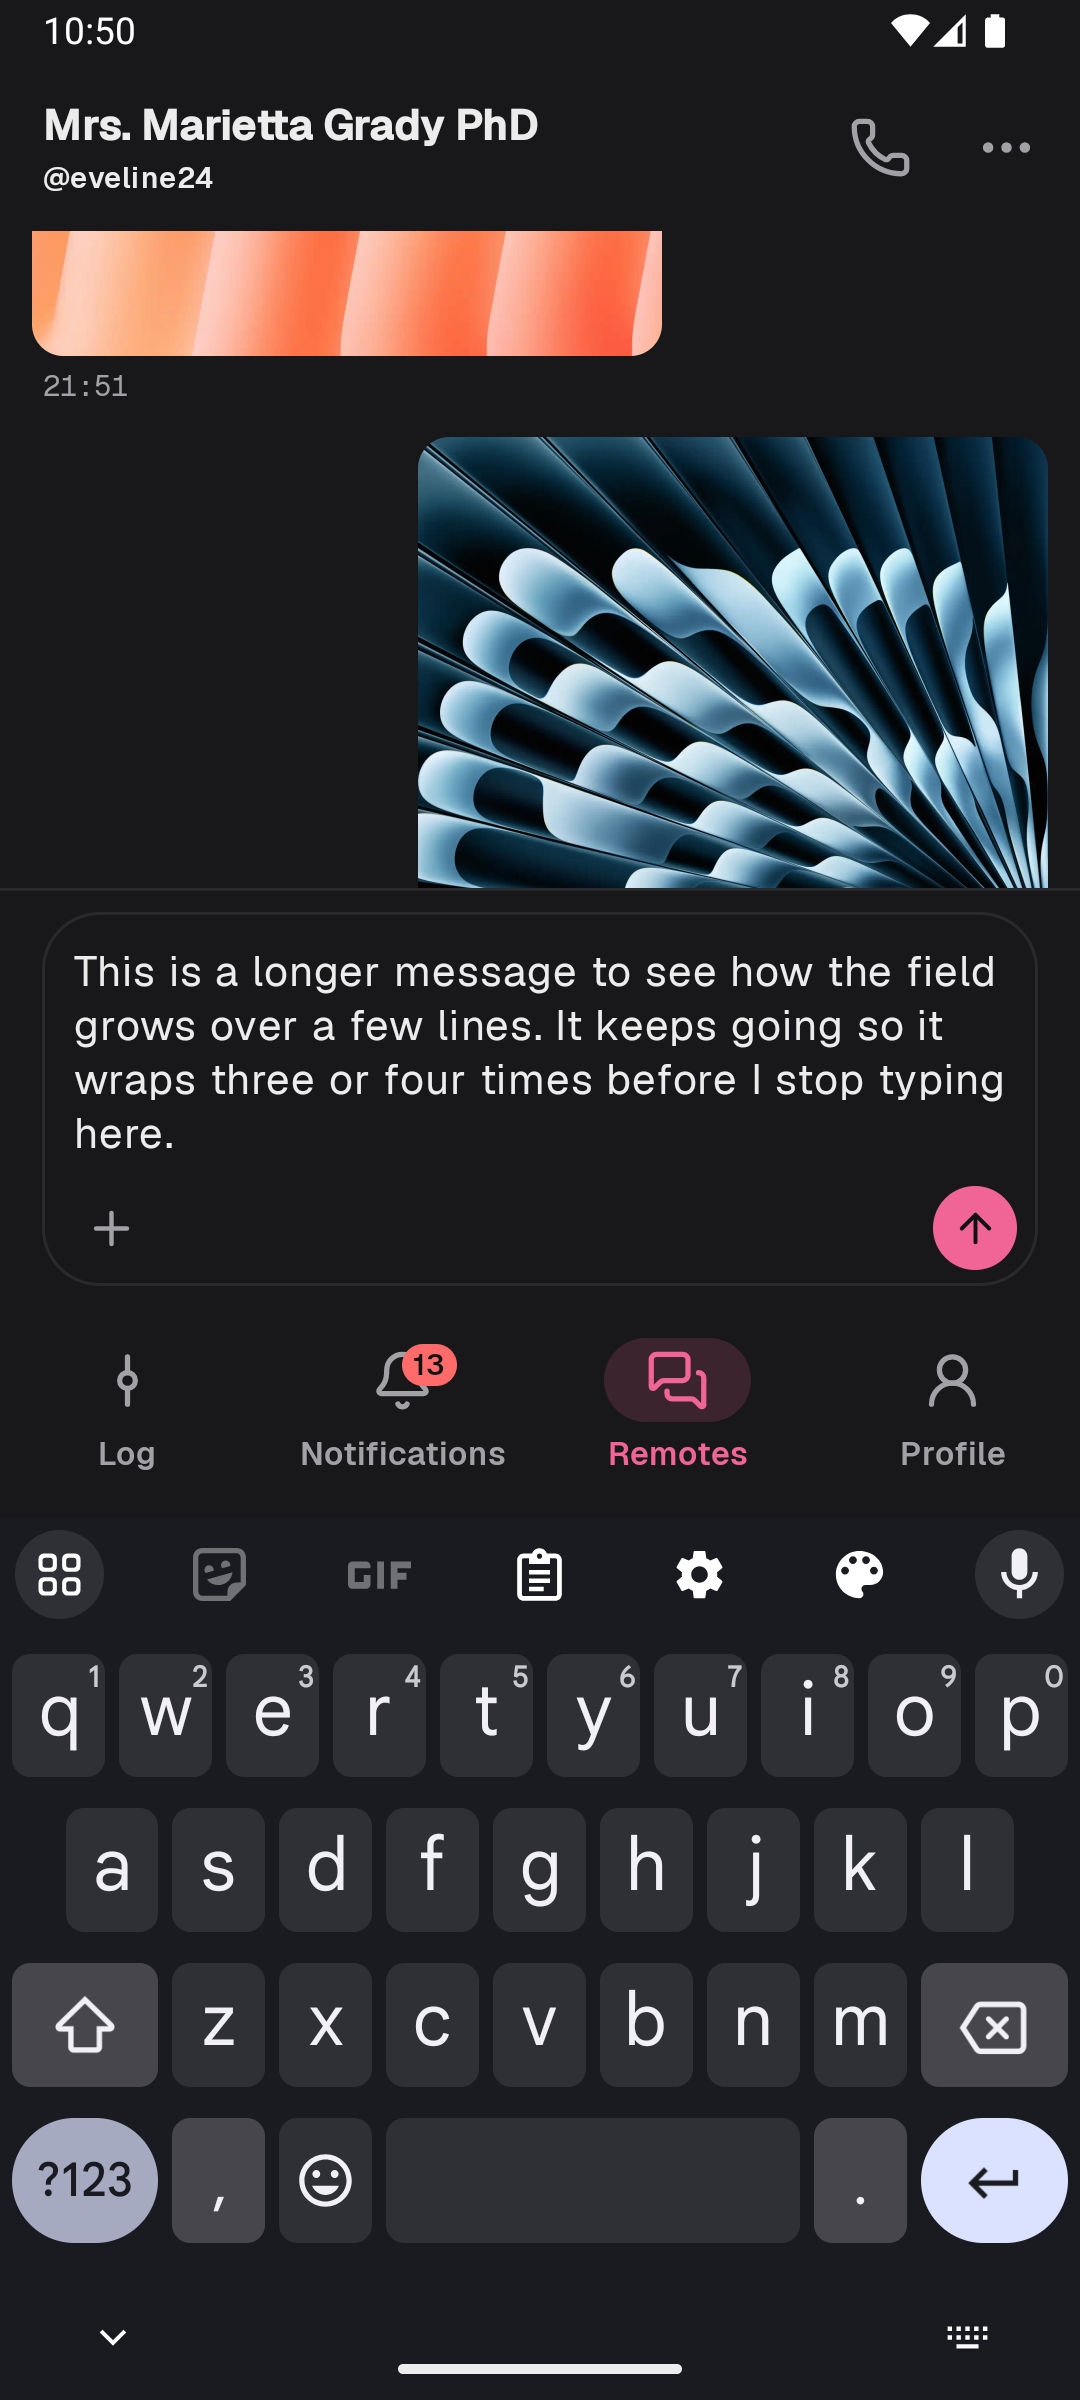 10:50
Mrs. Marietta Grady PhD
@eveline24
21:51
This is a longer message to see how the field
grows over a few lines. It keeps going so it
wraps three or four times before I stop typing
here.
13
Log
Notifications
Remotes
Profile
GIF
q1 w2 e3 r4 t5 y6 u7 i8 o9 p0
a s d f g h j k l
z x c v b n m
?123 , .